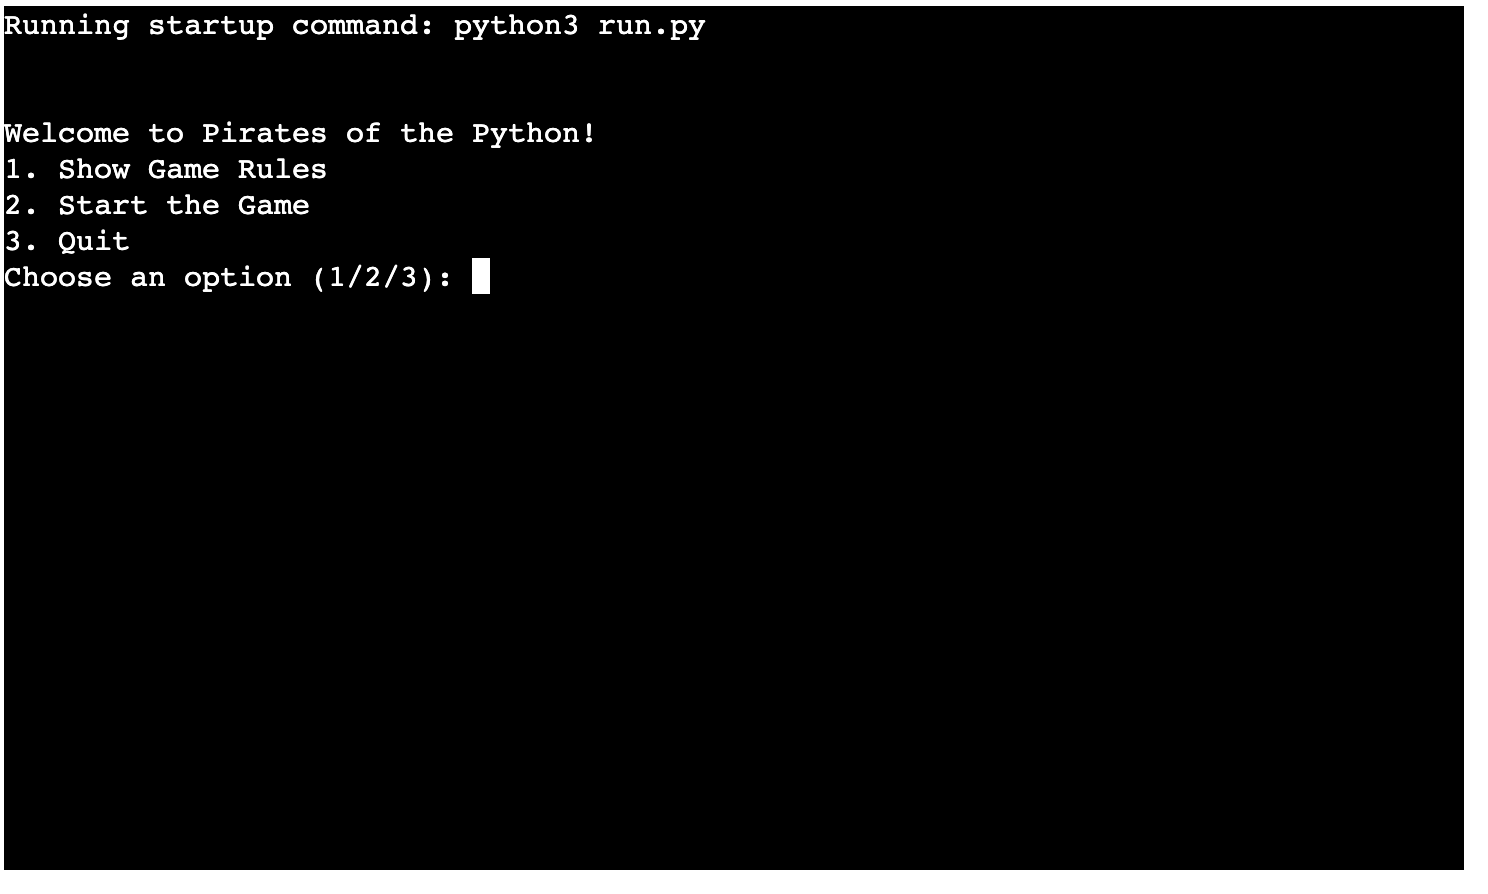 Running startup command: python3 run.py
Welcome to Pirates of the Python!
1. Show Game Rules
2. Start the Game
3. Quit
Choose an option (1/2/3):